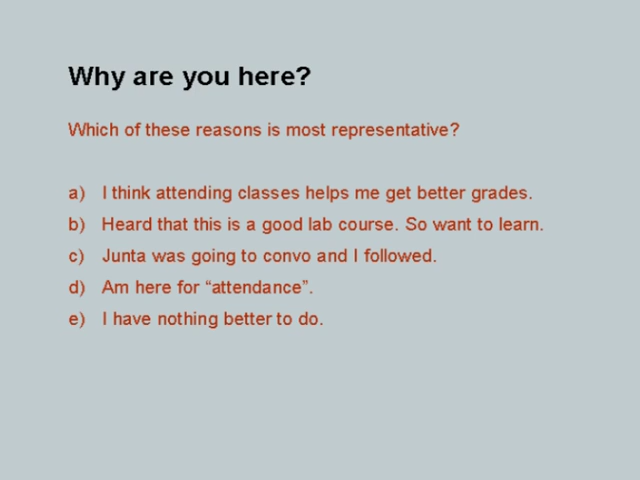 Why are you here?
Which of these reasons is most representative?
a) I think attending classes helps me get better grades.
b) Heard that this is a good lab course. So want to learn.
c) Junta was going to convo and I followed.
d) Am here for “attendance”.
e) I have nothing better to do.